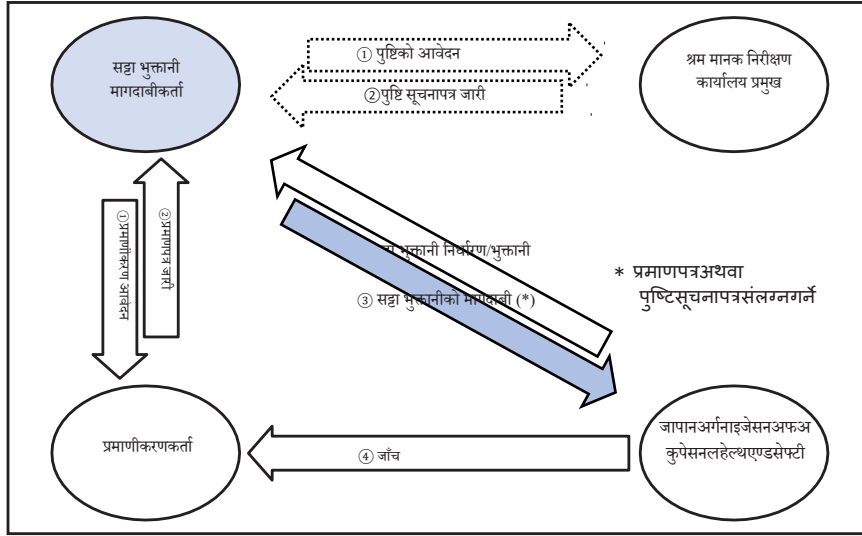 सट्टा भुक्तानी
मागदाबीकर्ता
① पुष्टिको आवेदन
②पुष्टि सूचनापत्र जारी
श्रम मानक निरीक्षण
कार्यालय प्रमुख
①प्रमाणीकरण आवेदन
②प्रमाणपत्र जारी
भुक्तानी निर्धारण/भुक्तानी
③ सट्टा भुक्तानीको मागदाबी (*)
* प्रमाणपत्रअथवा
पुष्टिसूचनापत्रसंलग्नगर्ने
प्रमाणीकरणकर्ता
④ जाँच
जापानअर्गनाइजेसनअफअ
कुपेसनलहेल्थएण्डसेफ्टी